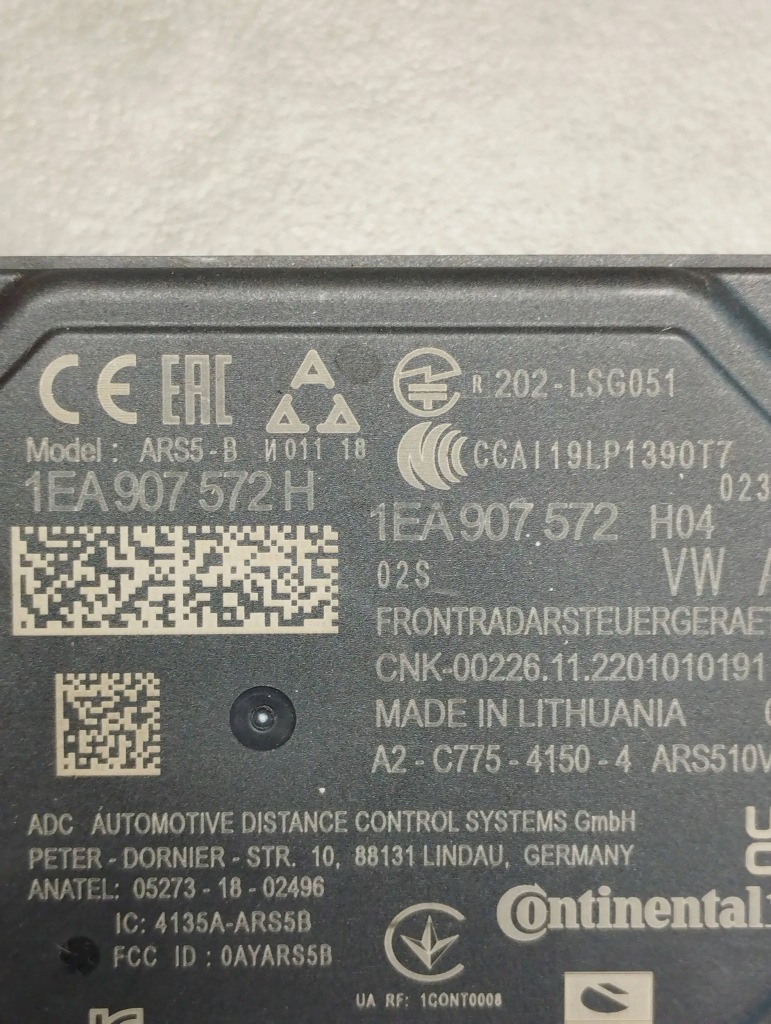 CE EAC
R 202-LSG051
Model : ARS5-B И011 18
CCAI19LP1390T7
1EA 907 572 H
023
1EA 907 572 H04
02S VW
FRONTRADARSTEUERGERAET
CNK-00226.11.2201010191
MADE IN LITHUANIA
A2-C775-4150-4 ARS510V
ADC AUTOMOTIVE DISTANCE CONTROL SYSTEMS GmbH
PETER-DORNIER-STR. 10, 88131 LINDAU, GERMANY
ANATEL: 05273-18-02496
Continental
IC: 4135A-ARS5B
FCC ID : 0AYARS5B
UA RF: 1CONT0008